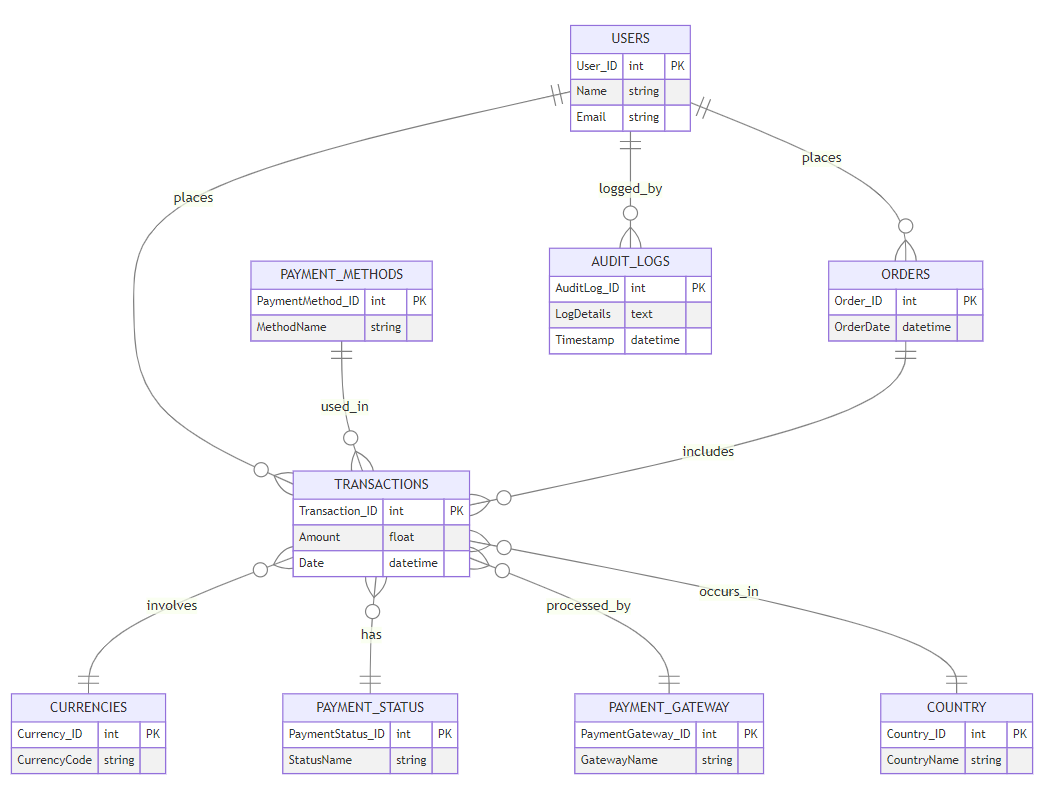 USERS
User_ID int PK
Name string
Email string
places
places
logged_by
PAYMENT_METHODS
PaymentMethod_ID int PK
MethodName string
AUDIT_LOGS
AuditLog_ID int PK
LogDetails text
Timestamp datetime
ORDERS
Order_ID int PK
OrderDate datetime
used_in
includes
TRANSACTIONS
Transaction_ID int PK
Amount float
Date datetime
involves
has
processed_by
occurs_in
CURRENCIES
Currency_ID int PK
CurrencyCode string
PAYMENT_STATUS
PaymentStatus_ID int PK
StatusName string
PAYMENT_GATEWAY
PaymentGateway_ID int PK
GatewayName string
COUNTRY
Country_ID int PK
CountryName string